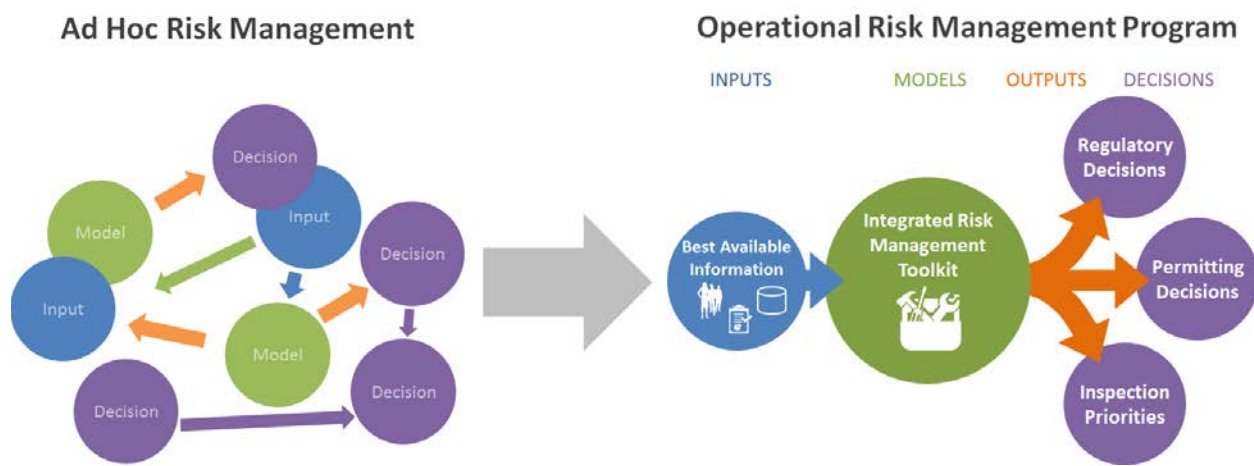 Ad Hoc Risk Management
Decision
Input
Model
Decision
Input
Model
Decision
Decision
Operational Risk Management Program
INPUTS
MODELS
OUTPUTS
DECISIONS
Best Available
Information
Integrated Risk
Management
Toolkit
Regulatory
Decisions
Permitting
Decisions
Inspection
Priorities